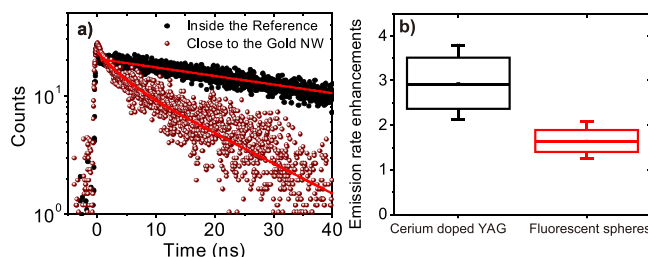 a)
Inside the Reference
Close to the Gold NW
Counts
10¹
10⁰
0 10 20 30 40
Time (ns)
b)
Emission rate enhancements
4
3
2
1
0
Cerium doped YAG Fluorescent spheres